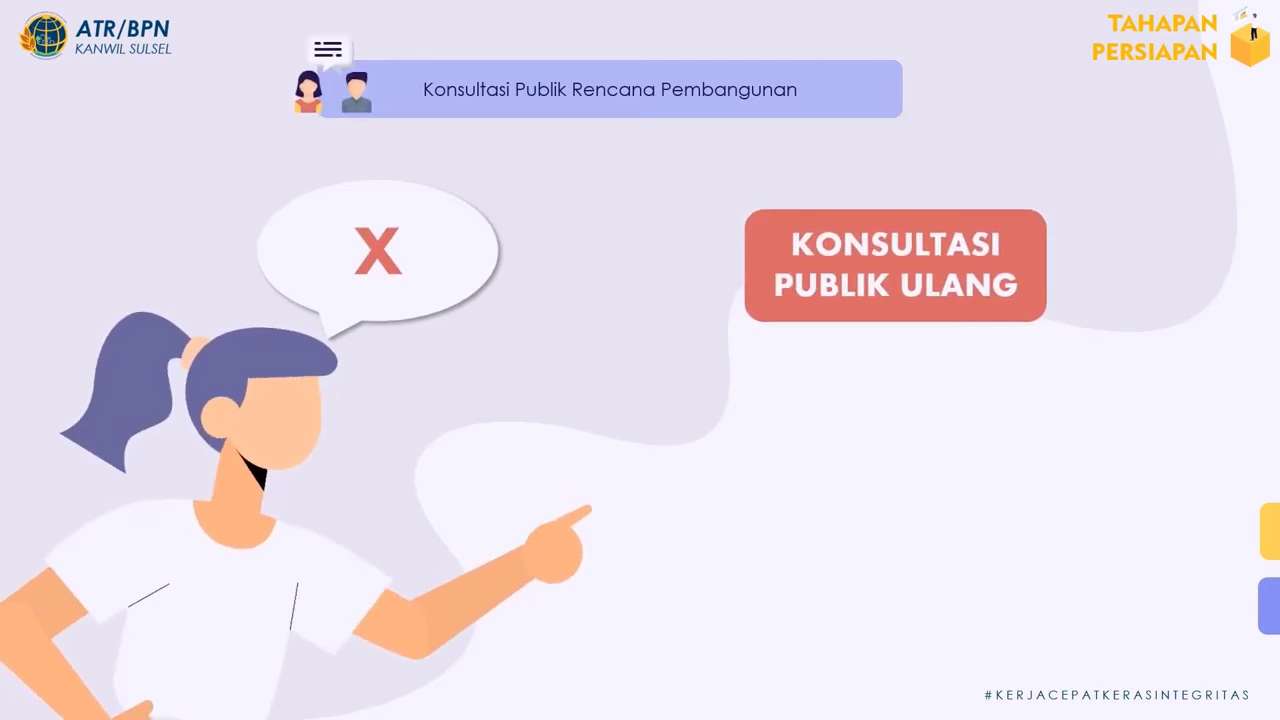 ATR/BPN
KANWIL SULSEL
TAHAPAN
PERSIAPAN
Konsultasi Publik Rencana Pembangunan
X
KONSULTASI
PUBLIK ULANG
#KERJACEPATKERASINTEGRITAS